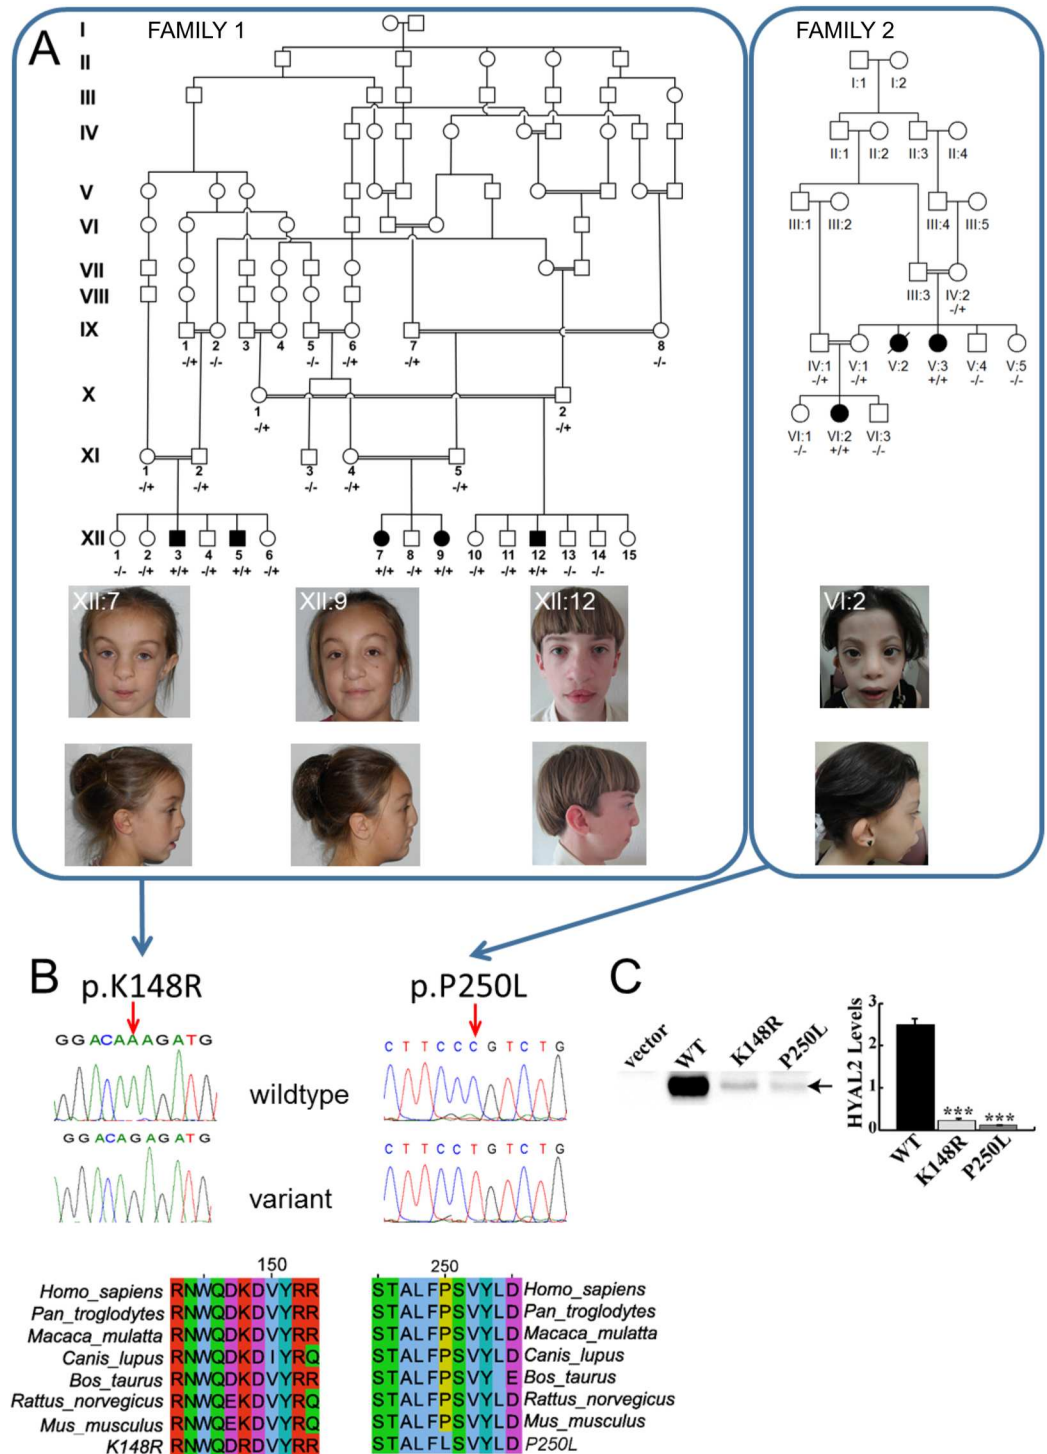 A
FAMILY 1
FAMILY 2
I
II
III
IV
V
VI
VII
VIII
IX
1 2 3 4 5 6 7 8
-/+ -/- -/- -/+ -/+ -/-
X
1 2
-/+ -/+
XI
1 2 3 4 5
-/+ -/+ -/- -/+ -/+
XII
1 2 3 4 5 6 7 8 9 10 11 12 13 14 15
-/- -/+ +/+ -/+ +/+ -/+ +/+ -/+ +/+ -/+ -/+ +/+ -/- -/-
I:1 I:2
II:1 II:2 II:3 II:4
III:1 III:2 III:4 III:5
III:3 IV:2
-/+
IV:1 V:1 V:2 V:3 V:4 V:5
-/+ -/+ +/+ -/- -/-
VI:1 VI:2 VI:3
-/- +/+ -/-
XII:7 XII:9 XII:12 VI:2
B
p.K148R
p.P250L
GGACAAAGATG
CTTCCCGTCTG
wildtype
GGACAGAGATG
CTTCCTGTCTG
variant
150
Homo_sapiens RNWQDKDVYRR
Pan_troglodytes RNWQDKDVYRR
Macaca_mulatta RNWQDKDVYRR
Canis_lupus RNWQDKDIYRQ
Bos_taurus RNWQDKDVYRR
Rattus_norvegicus RNWQEKDVYRQ
Mus_musculus RNWQEKDVYRQ
K148R RNWQDRDVYRR
250
STALFPSVYLD Homo_sapiens
STALFPSVYLD Pan_troglodytes
STALFPSVYLD Macaca_mulatta
STALFPSVYLD Canis_lupus
STALFPSVY E Bos_taurus
STALFPSVYLD Rattus_norvegicus
STALFPSVYLD Mus_musculus
STALFLSVYLD P250L
C
vector WT K148R P250L
HYAL2 Levels
3
2
1
0
*** ***
WT K148R P250L